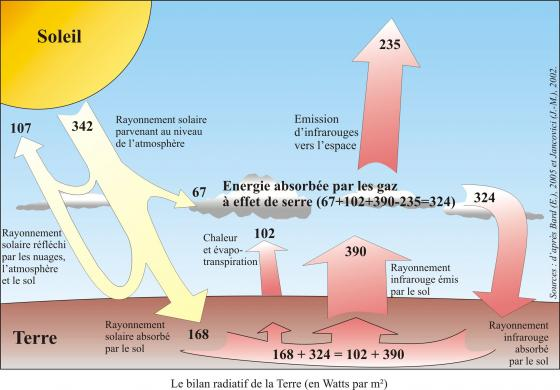 Soleil
235
107
342
Rayonnement solaire
parvenant au niveau
de l'atmosphère
Emission
d'infrarouges
vers l'espace
67
Energie absorbée par les gaz
à effet de serre (67+102+390-235=324)
324
Rayonnement
solaire réfléchi
par les nuages,
l'atmosphère
et le sol
Chaleur
et évapo-
transpiration
102
390
Rayonnement
infrarouge émis
par le sol
Terre
Rayonnement
solaire absorbé
par le sol
168
168 + 324 = 102 + 390
Rayonnement
infrarouge
absorbé
par le sol
Sources : d'après Bard (E.), 2005 et Jancovici (J.-M.), 2002.
Le bilan radiatif de la Terre (en Watts par m²)